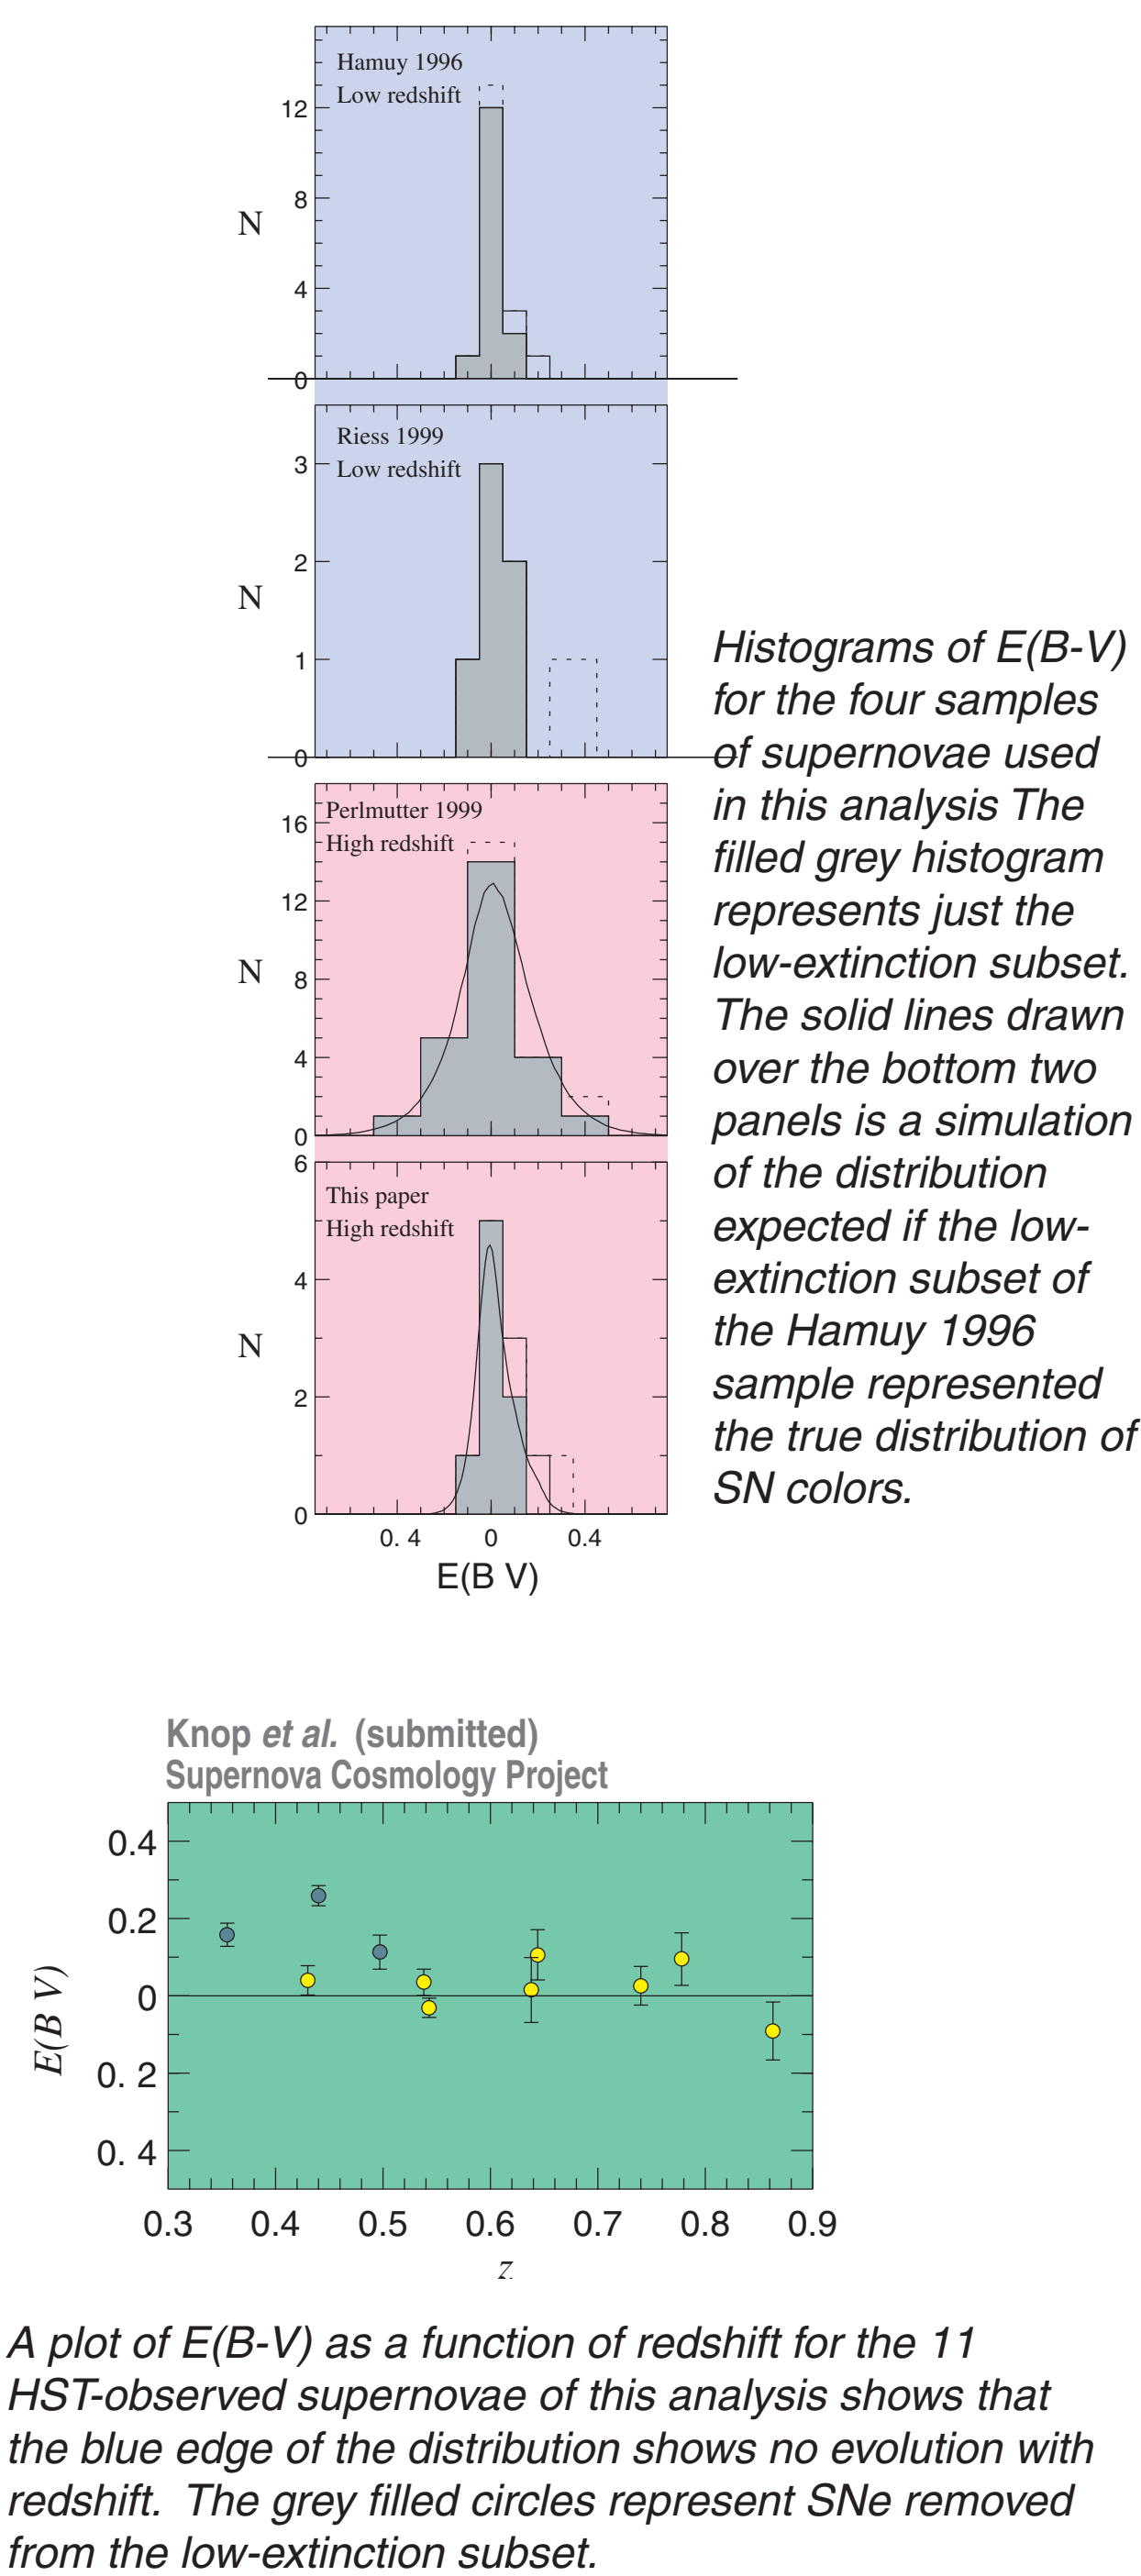 Hamuy 1996
Low redshift
12
8
N
4
0
Riess 1999
Low redshift
3
2
N
1
0
Perlmutter 1999
High redshift
16
12
N
8
4
0
6
This paper
High redshift
4
N
2
0
0. 4 0 0.4
E(B V)
Histograms of E(B-V)
for the four samples
of supernovae used
in this analysis The
filled grey histogram
represents just the
low-extinction subset.
The solid lines drawn
over the bottom two
panels is a simulation
of the distribution
expected if the low-
extinction subset of
the Hamuy 1996
sample represented
the true distribution of
SN colors.
Knop et al. (submitted)
Supernova Cosmology Project
0.4
0.2
0
0. 2
0. 4
E(B V)
0.3 0.4 0.5 0.6 0.7 0.8 0.9
z
A plot of E(B-V) as a function of redshift for the 11
HST-observed supernovae of this analysis shows that
the blue edge of the distribution shows no evolution with
redshift. The grey filled circles represent SNe removed
from the low-extinction subset.